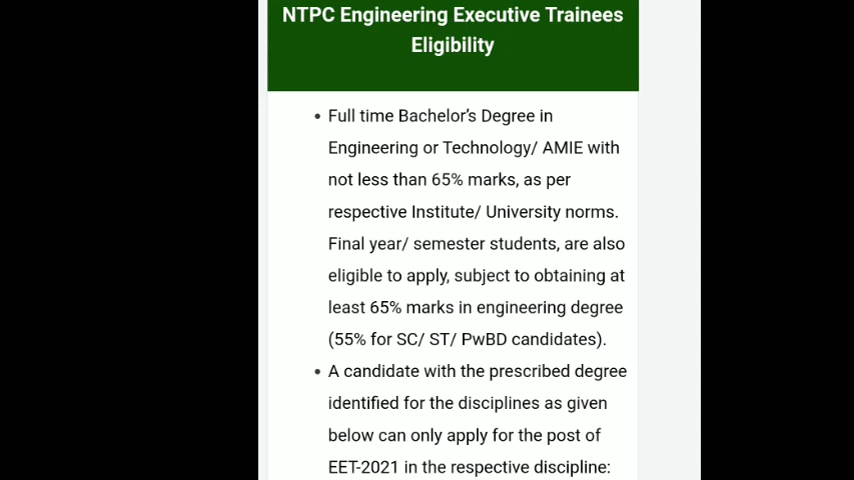 NTPC Engineering Executive Trainees
Eligibility
• Full time Bachelor’s Degree in
Engineering or Technology/ AMIE with
not less than 65% marks, as per
respective Institute/ University norms.
Final year/ semester students, are also
eligible to apply, subject to obtaining at
least 65% marks in engineering degree
(55% for SC/ ST/ PwBD candidates).
• A candidate with the prescribed degree
identified for the disciplines as given
below can only apply for the post of
EET-2021 in the respective discipline: